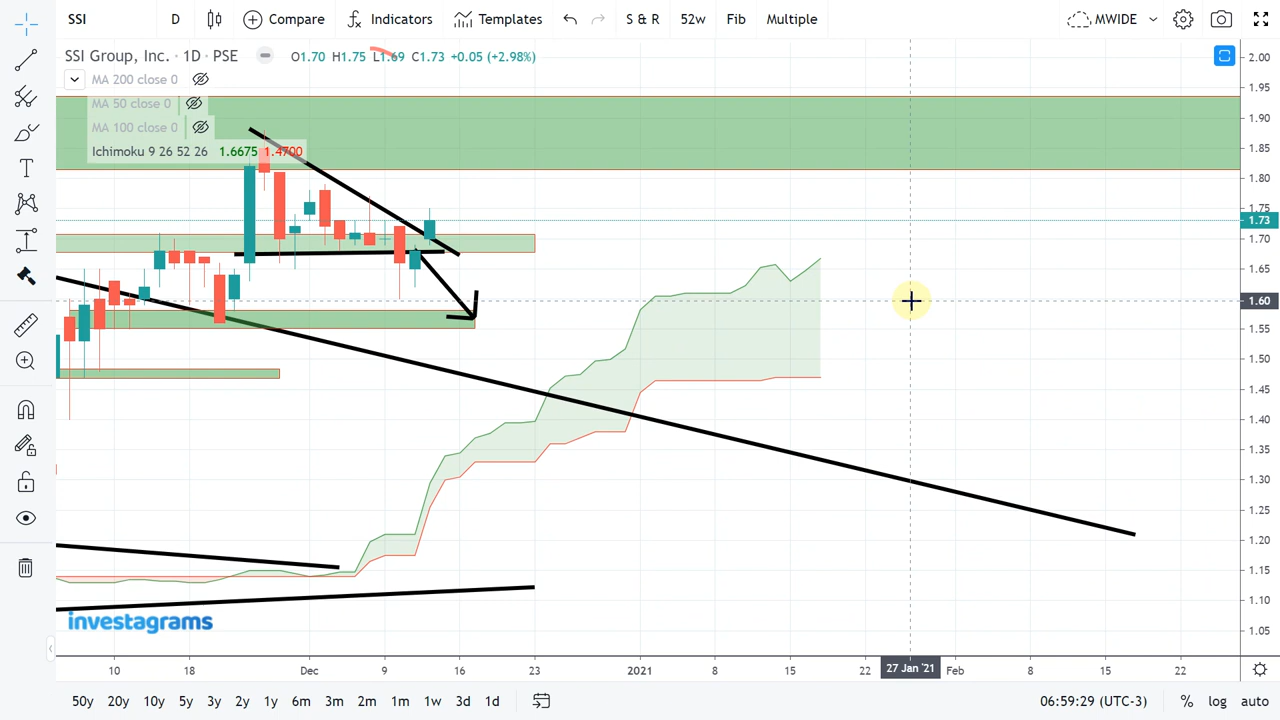 SSI D Compare Indicators Templates S & R 52w Fib Multiple MWIDE
SSI Group, Inc. · 1D · PSE O1.70 H1.75 L1.69 C1.73 +0.05 (+2.98%)
MA 200 close 0
MA 50 close 0
MA 100 close 0
Ichimoku 9 26 52 26 1.6675 1.4700
2.00
1.95
1.90
1.85
1.80
1.75
1.73
1.70
1.65
1.60
1.55
1.50
1.45
1.40
1.35
1.30
1.25
1.20
1.15
1.10
1.05
investagrams
10 18 Dec 9 16 23 2021 8 15 22 27 Jan '21 Feb 8 15 22
50y 20y 10y 5y 3y 2y 1y 6m 3m 2m 1m 1w 3d 1d 06:59:29 (UTC-3) % log auto